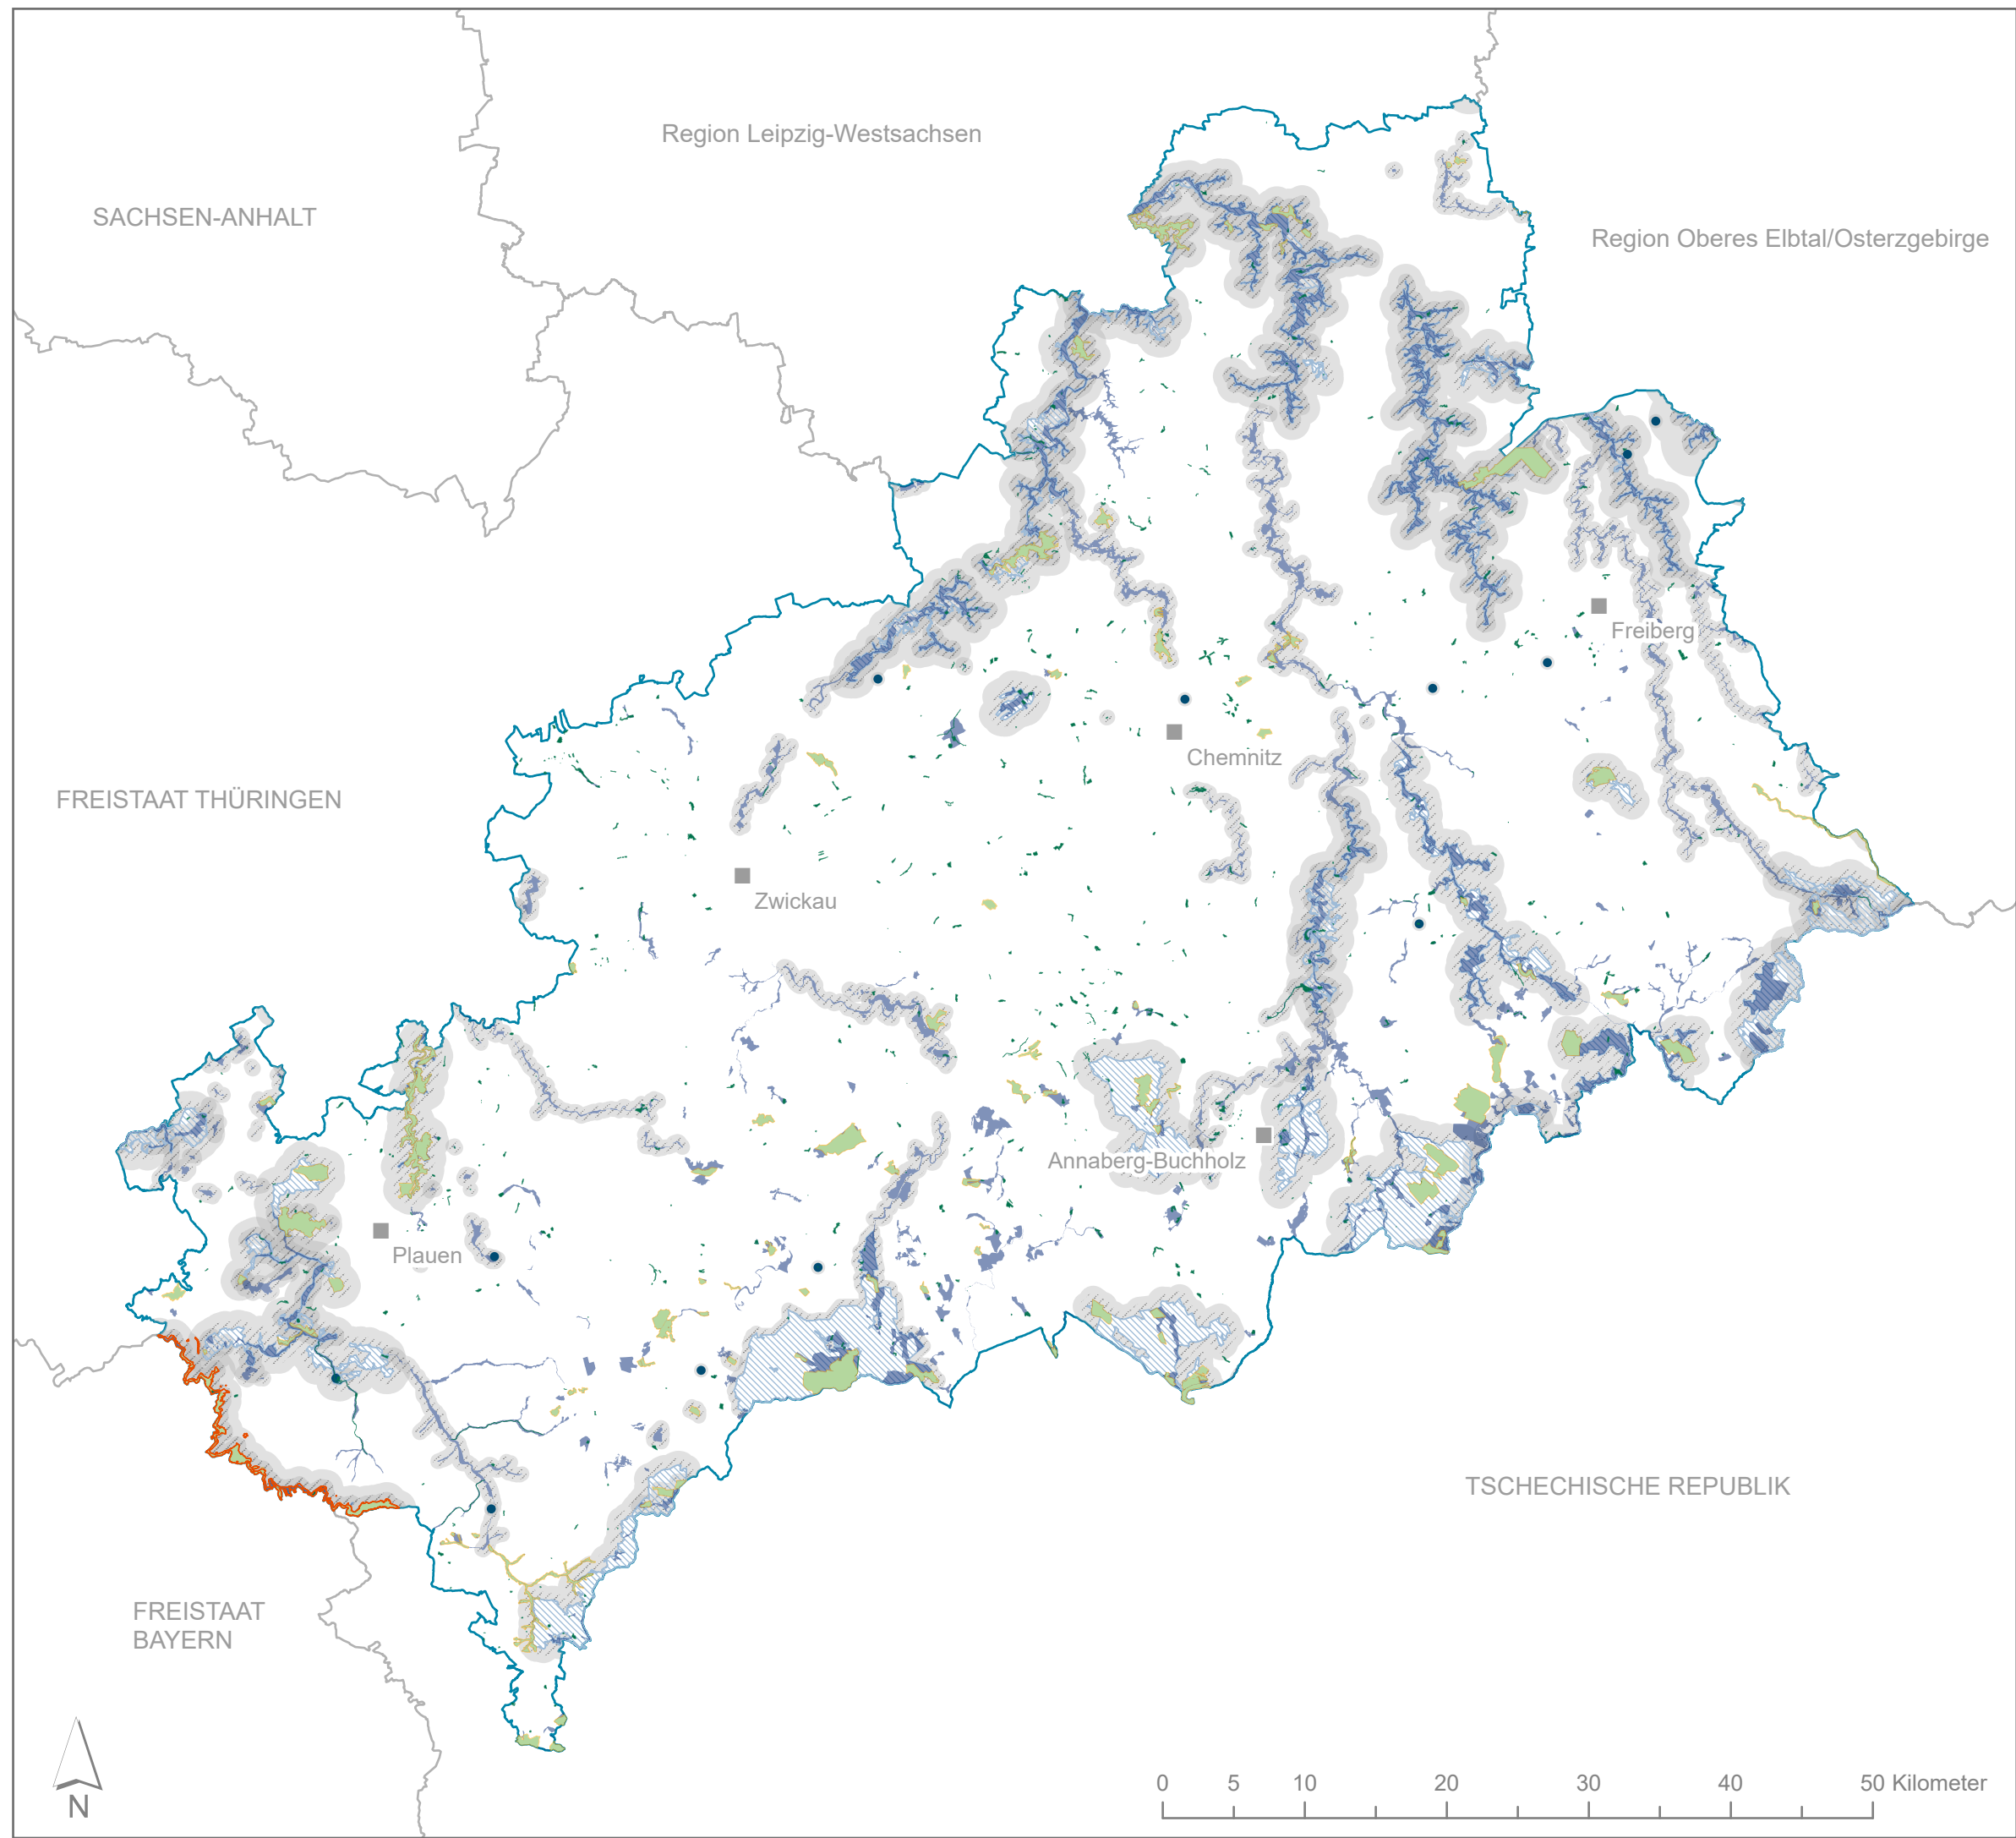 Region Leipzig-Westsachsen
SACHSEN-ANHALT
Region Oberes Elbtal/Osterzgebirge
Freiberg
Chemnitz
FREISTAAT THÜRINGEN
Zwickau
Annaberg-Buchholz
Plauen
TSCHECHISCHE REPUBLIK
FREISTAAT
BAYERN
0 5 10 20 30 40 50 Kilometer
N